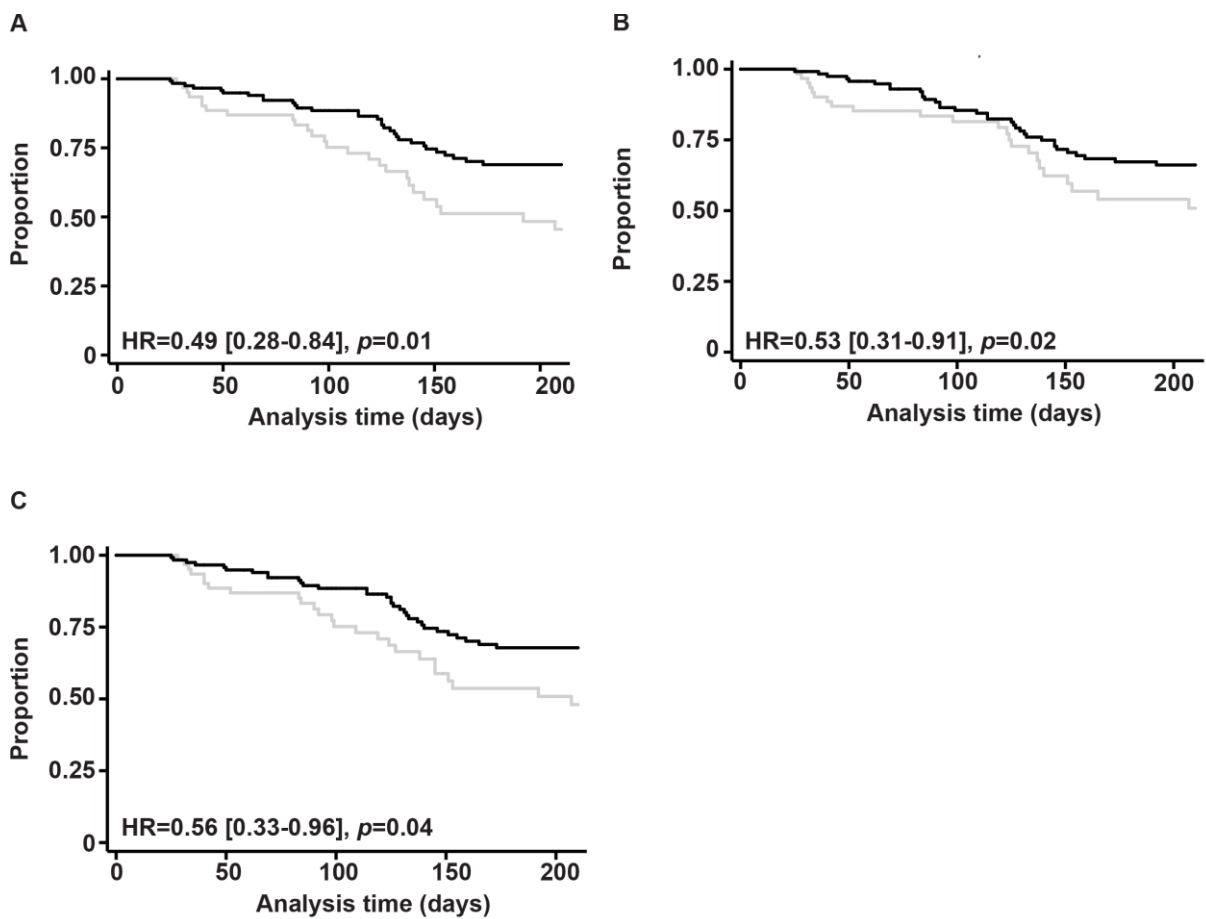 A
Proportion
1.00
0.75
0.50
0.25
0
HR=0.49 [0.28-0.84], p=0.01
0 50 100 150 200
Analysis time (days)
B
Proportion
1.00
0.75
0.50
0.25
0
HR=0.53 [0.31-0.91], p=0.02
0 50 100 150 200
Analysis time (days)
C
Proportion
1.00
0.75
0.50
0.25
0
HR=0.56 [0.33-0.96], p=0.04
0 50 100 150 200
Analysis time (days)